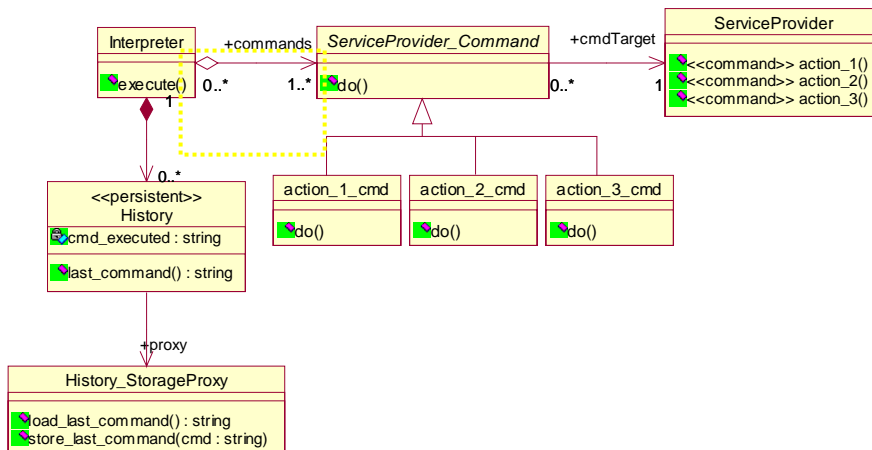 Interpreter
execute()
+commands
0..*
1..*
1
0..*
ServiceProvider_Command
do()
+cmdTarget
0..*
1
ServiceProvider
<<command>> action_1()
<<command>> action_2()
<<command>> action_3()
action_1_cmd
do()
action_2_cmd
do()
action_3_cmd
do()
<<persistent>>
History
cmd_executed : string
last_command() : string
+proxy
History_StorageProxy
load_last_command() : string
store_last_command(cmd : string)